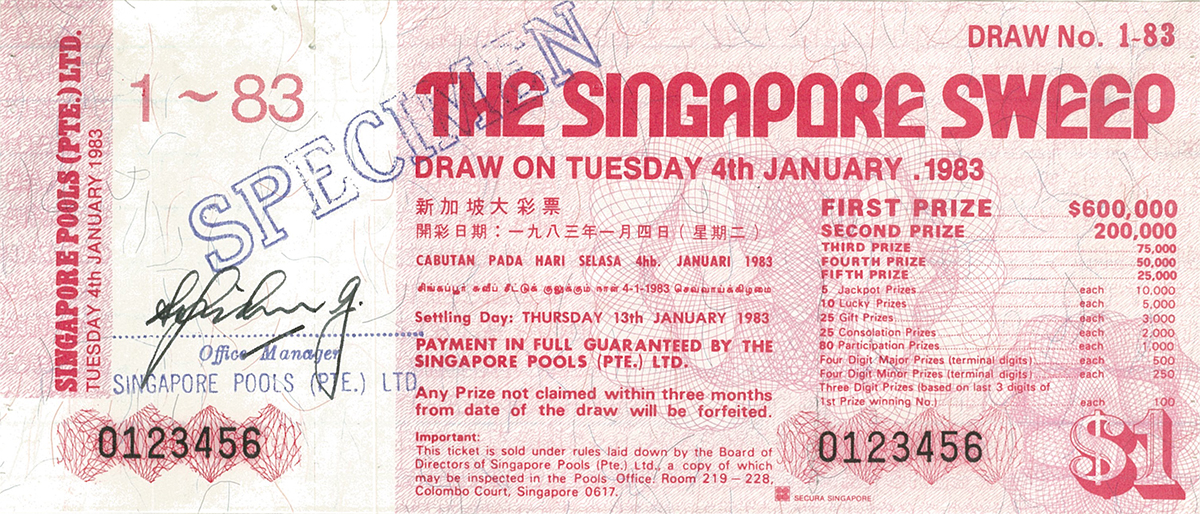 SINGAPORE POOLS (PTE.) LTD.
TUESDAY 4th JANUARY 1983
1 ~ 83
SPECIMEN
Office Manager
SINGAPORE POOLS (PTE.) LTD
0123456
DRAW No. 1-83
THE SINGAPORE SWEEP
DRAW ON TUESDAY 4th JANUARY .1983
新加坡大彩票
開彩日期：一九八三年一月四日（星期二）
CABUTAN PADA HARI SELASA 4hb. JANUARI 1983
சிங்கப்பூர் சுவீப் சீட்டுக் குலுக்கும் நாள் 4-1-1983 செவ்வாய்க்கிழமை
Settling Day: THURSDAY 13th JANUARY 1983
PAYMENT IN FULL GUARANTEED BY THE
SINGAPORE POOLS (PTE.) LTD.
Any Prize not claimed within three months
from date of the draw will be forfeited.
Important:
This ticket is sold under rules laid down by the Board of
Directors of Singapore Pools (Pte.) Ltd., a copy of which
may be inspected in the Pools Office: Room 219 – 228,
Colombo Court, Singapore 0617.
FIRST PRIZE $600,000
SECOND PRIZE 200,000
THIRD PRIZE 75,000
FOURTH PRIZE 50,000
FIFTH PRIZE 25,000
5 Jackpot Prizes each 10,000
10 Lucky Prizes each 5,000
25 Gift Prizes each 3,000
25 Consolation Prizes each 2,000
80 Participation Prizes each 1,000
Four Digit Major Prizes (terminal digits) each 500
Four Digit Minor Prizes (terminal digits) each 250
Three Digit Prizes (based on last 3 digits of
1st Prize winning No.) each 100
0123456
$1
SECURA SINGAPORE